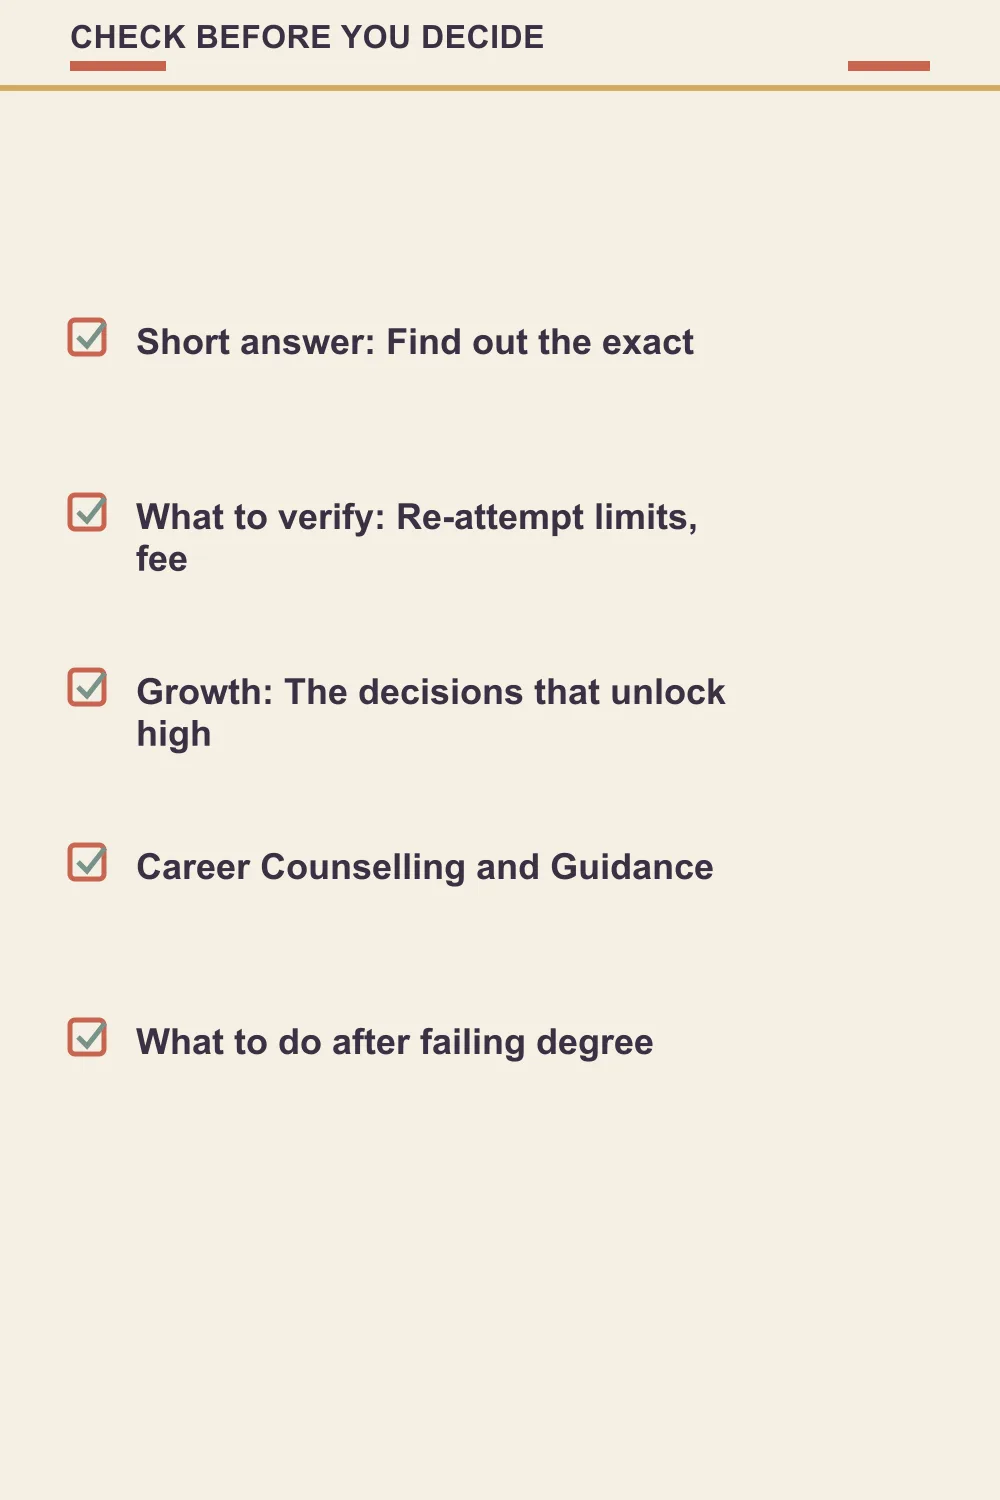 CHECK BEFORE YOU DECIDE
Short answer: Find out the exact
What to verify: Re-attempt limits,
fee
Growth: The decisions that unlock
high
Career Counselling and Guidance
What to do after failing degree